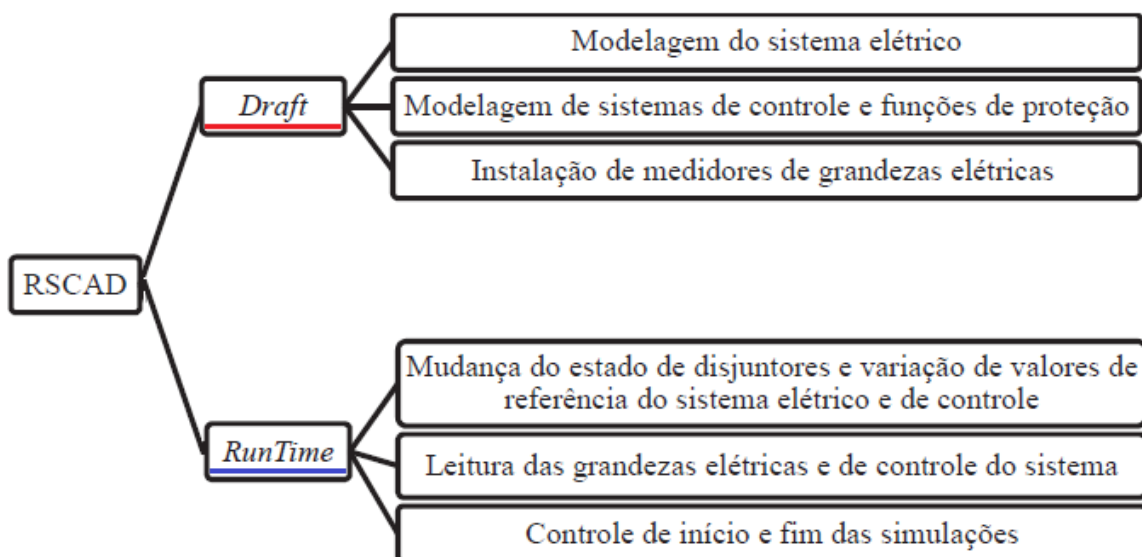 Modelagem do sistema elétrico
Draft
Modelagem de sistemas de controle e funções de proteção
Instalação de medidores de grandezas elétricas
RSCAD
Mudança do estado de disjuntores e variação de valores de
referência do sistema elétrico e de controle
RunTime
Leitura das grandezas elétricas e de controle do sistema
Controle de início e fim das simulações